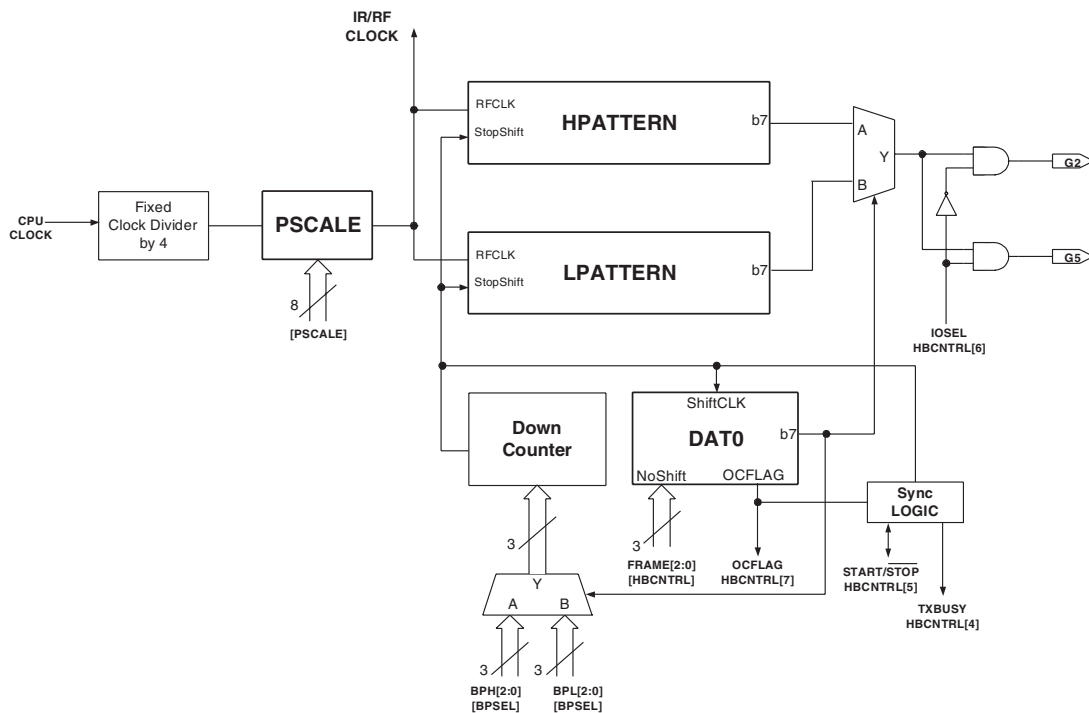 IR/RF
CLOCK
RFCLK
StopShift
HPATTERN
b7
A
Y
B
G2
CPU
CLOCK
Fixed
Clock Divider
by 4
PSCALE
8
[PSCALE]
RFCLK
StopShift
LPATTERN
b7
G5
IOSEL
HBCNTRL[6]
Down
Counter
ShiftCLK
DAT0
b7
NoShift
OCFLAG
Sync
LOGIC
3
3
FRAME[2:0]
[HBCNTRL]
OCFLAG
HBCNTRL[7]
START/STOP
HBCNTRL[5]
TXBUSY
HBCNTRL[4]
Y
A
B
3
3
BPH[2:0]
[BPSEL]
BPL[2:0]
[BPSEL]